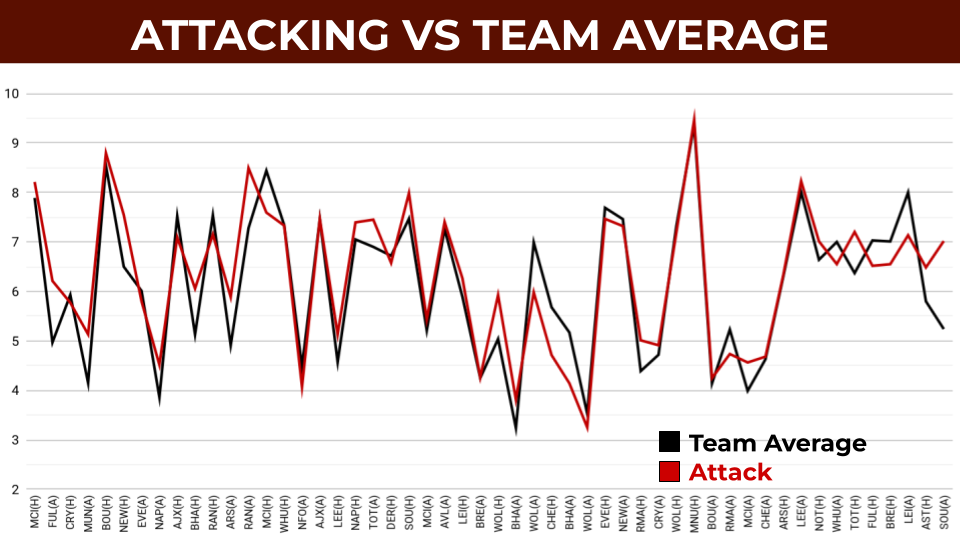 ATTACKING VS TEAM AVERAGE
10
9
8
7
6
5
4
3
2
Team Average
Attack
MCI(H)
FUL(A)
CRY(H)
MUN(A)
BOU(H)
NEW(H)
EVE(A)
NAP(A)
AJX(H)
BHA(H)
RAN(H)
ARS(A)
RAN(A)
MCI(H)
WHU(H)
NFO(A)
AJX(A)
LEE(H)
NAP(H)
TOT(A)
DER(H)
SOU(H)
MCI(A)
AVL(A)
LEI(H)
BRE(A)
WOL(H)
BHA(A)
WOL(A)
CHE(H)
BHA(A)
WOL(A)
EVE(H)
NEW(A)
RMA(H)
CRY(A)
WOL(H)
MNU(H)
BOU(A)
RMA(A)
MCI(A)
CHE(A)
ARS(H)
LEE(A)
NOT(H)
WHU(A)
TOT(H)
FUL(H)
BRE(H)
LEI(A)
AST(H)
SOU(A)